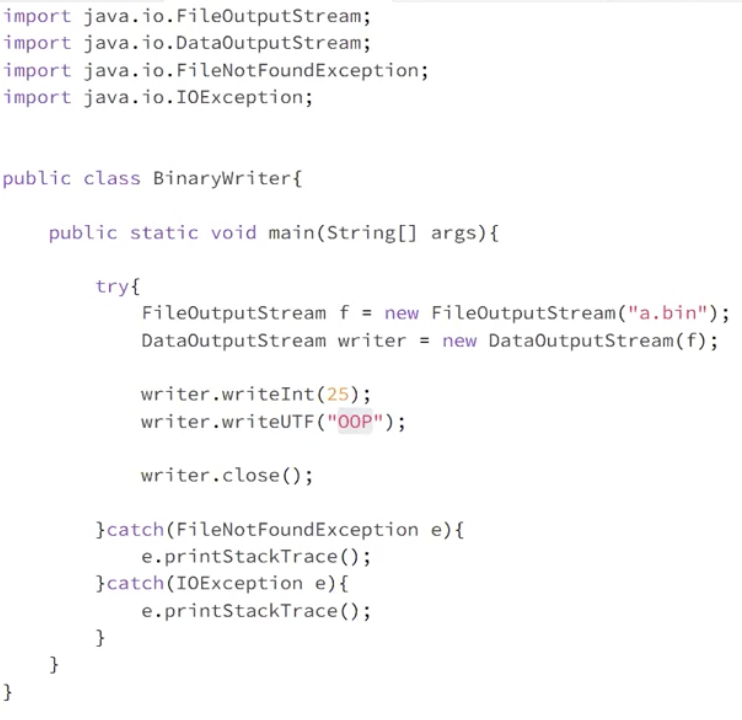 import java.io.FileOutputStream;
import java.io.DataOutputStream;
import java.io.FileNotFoundException;
import java.io.IOException;
public class BinaryWriter{
public static void main(String[] args){
try{
FileOutputStream f = new FileOutputStream("a.bin");
DataOutputStream writer = new DataOutputStream(f);
writer.writeInt(25);
writer.writeUTF("OOP");
writer.close();
}catch(FileNotFoundException e){
e.printStackTrace();
}catch(IOException e){
e.printStackTrace();
}
}
}